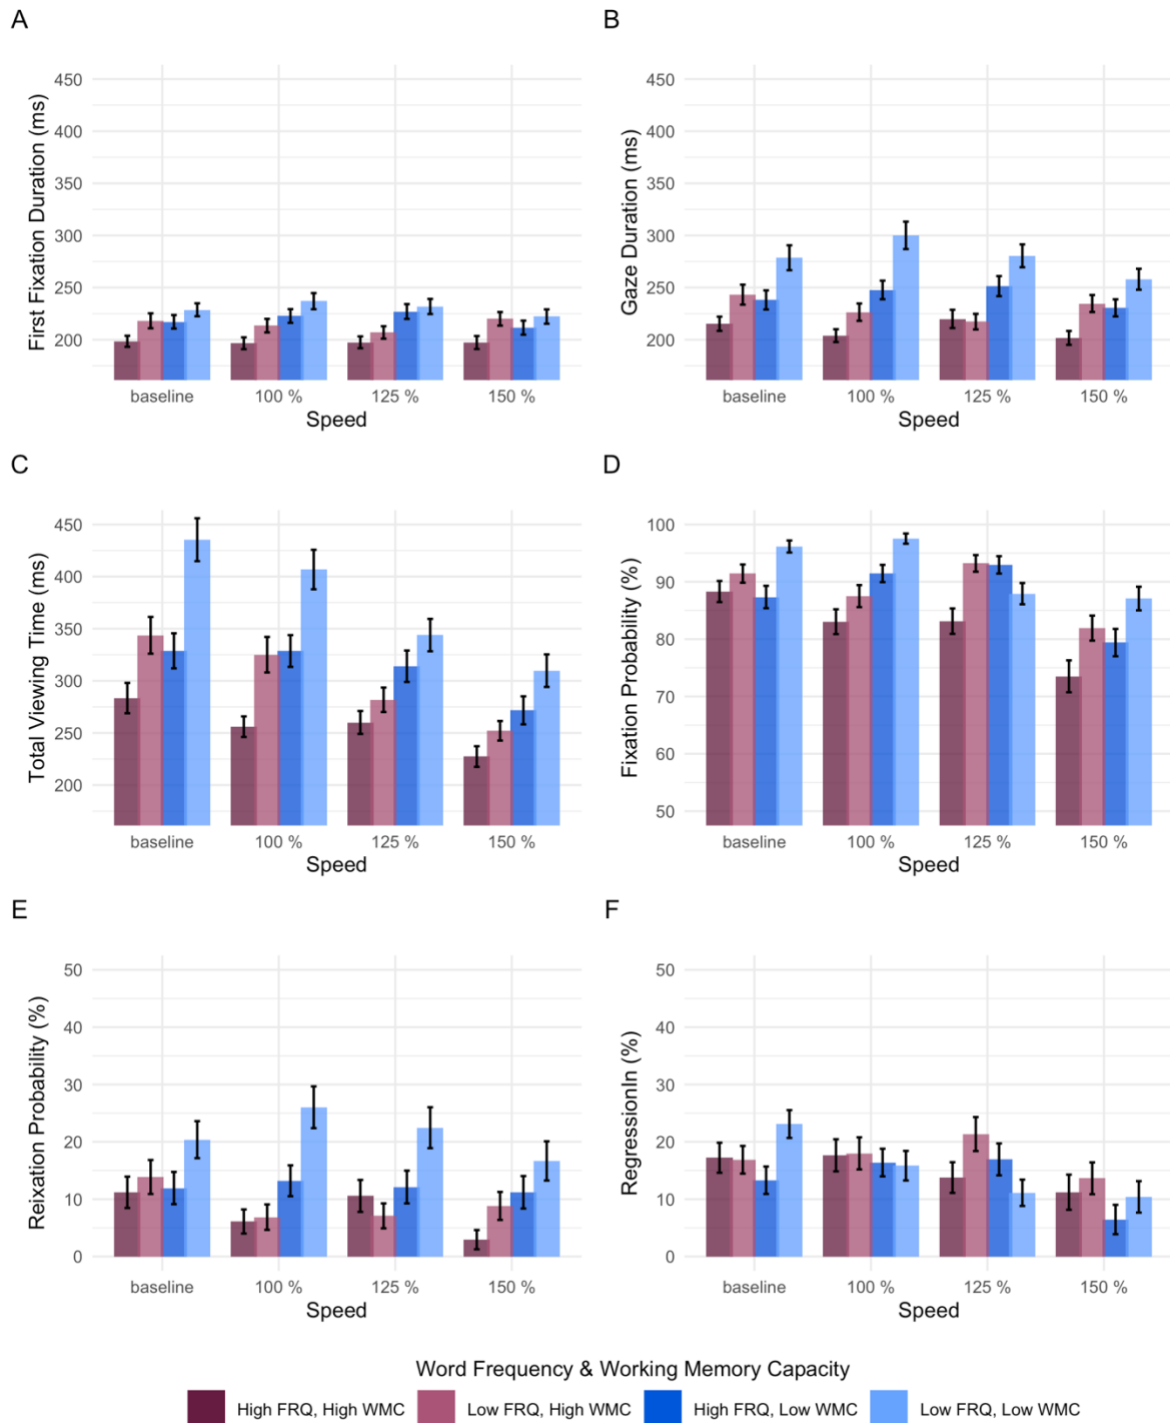 A
First Fixation Duration (ms)
450
400
350
300
250
200
baseline 100 % 125 % 150 %
Speed
B
Gaze Duration (ms)
450
400
350
300
250
200
baseline 100 % 125 % 150 %
Speed
C
Total Viewing Time (ms)
450
400
350
300
250
200
baseline 100 % 125 % 150 %
Speed
D
Fixation Probability (%)
100
90
80
70
60
50
baseline 100 % 125 % 150 %
Speed
E
Reixation Probability (%)
50
40
30
20
10
0
baseline 100 % 125 % 150 %
Speed
F
RegressionIn (%)
50
40
30
20
10
0
baseline 100 % 125 % 150 %
Speed
Word Frequency & Working Memory Capacity
High FRQ, High WMC Low FRQ, High WMC High FRQ, Low WMC Low FRQ, Low WMC